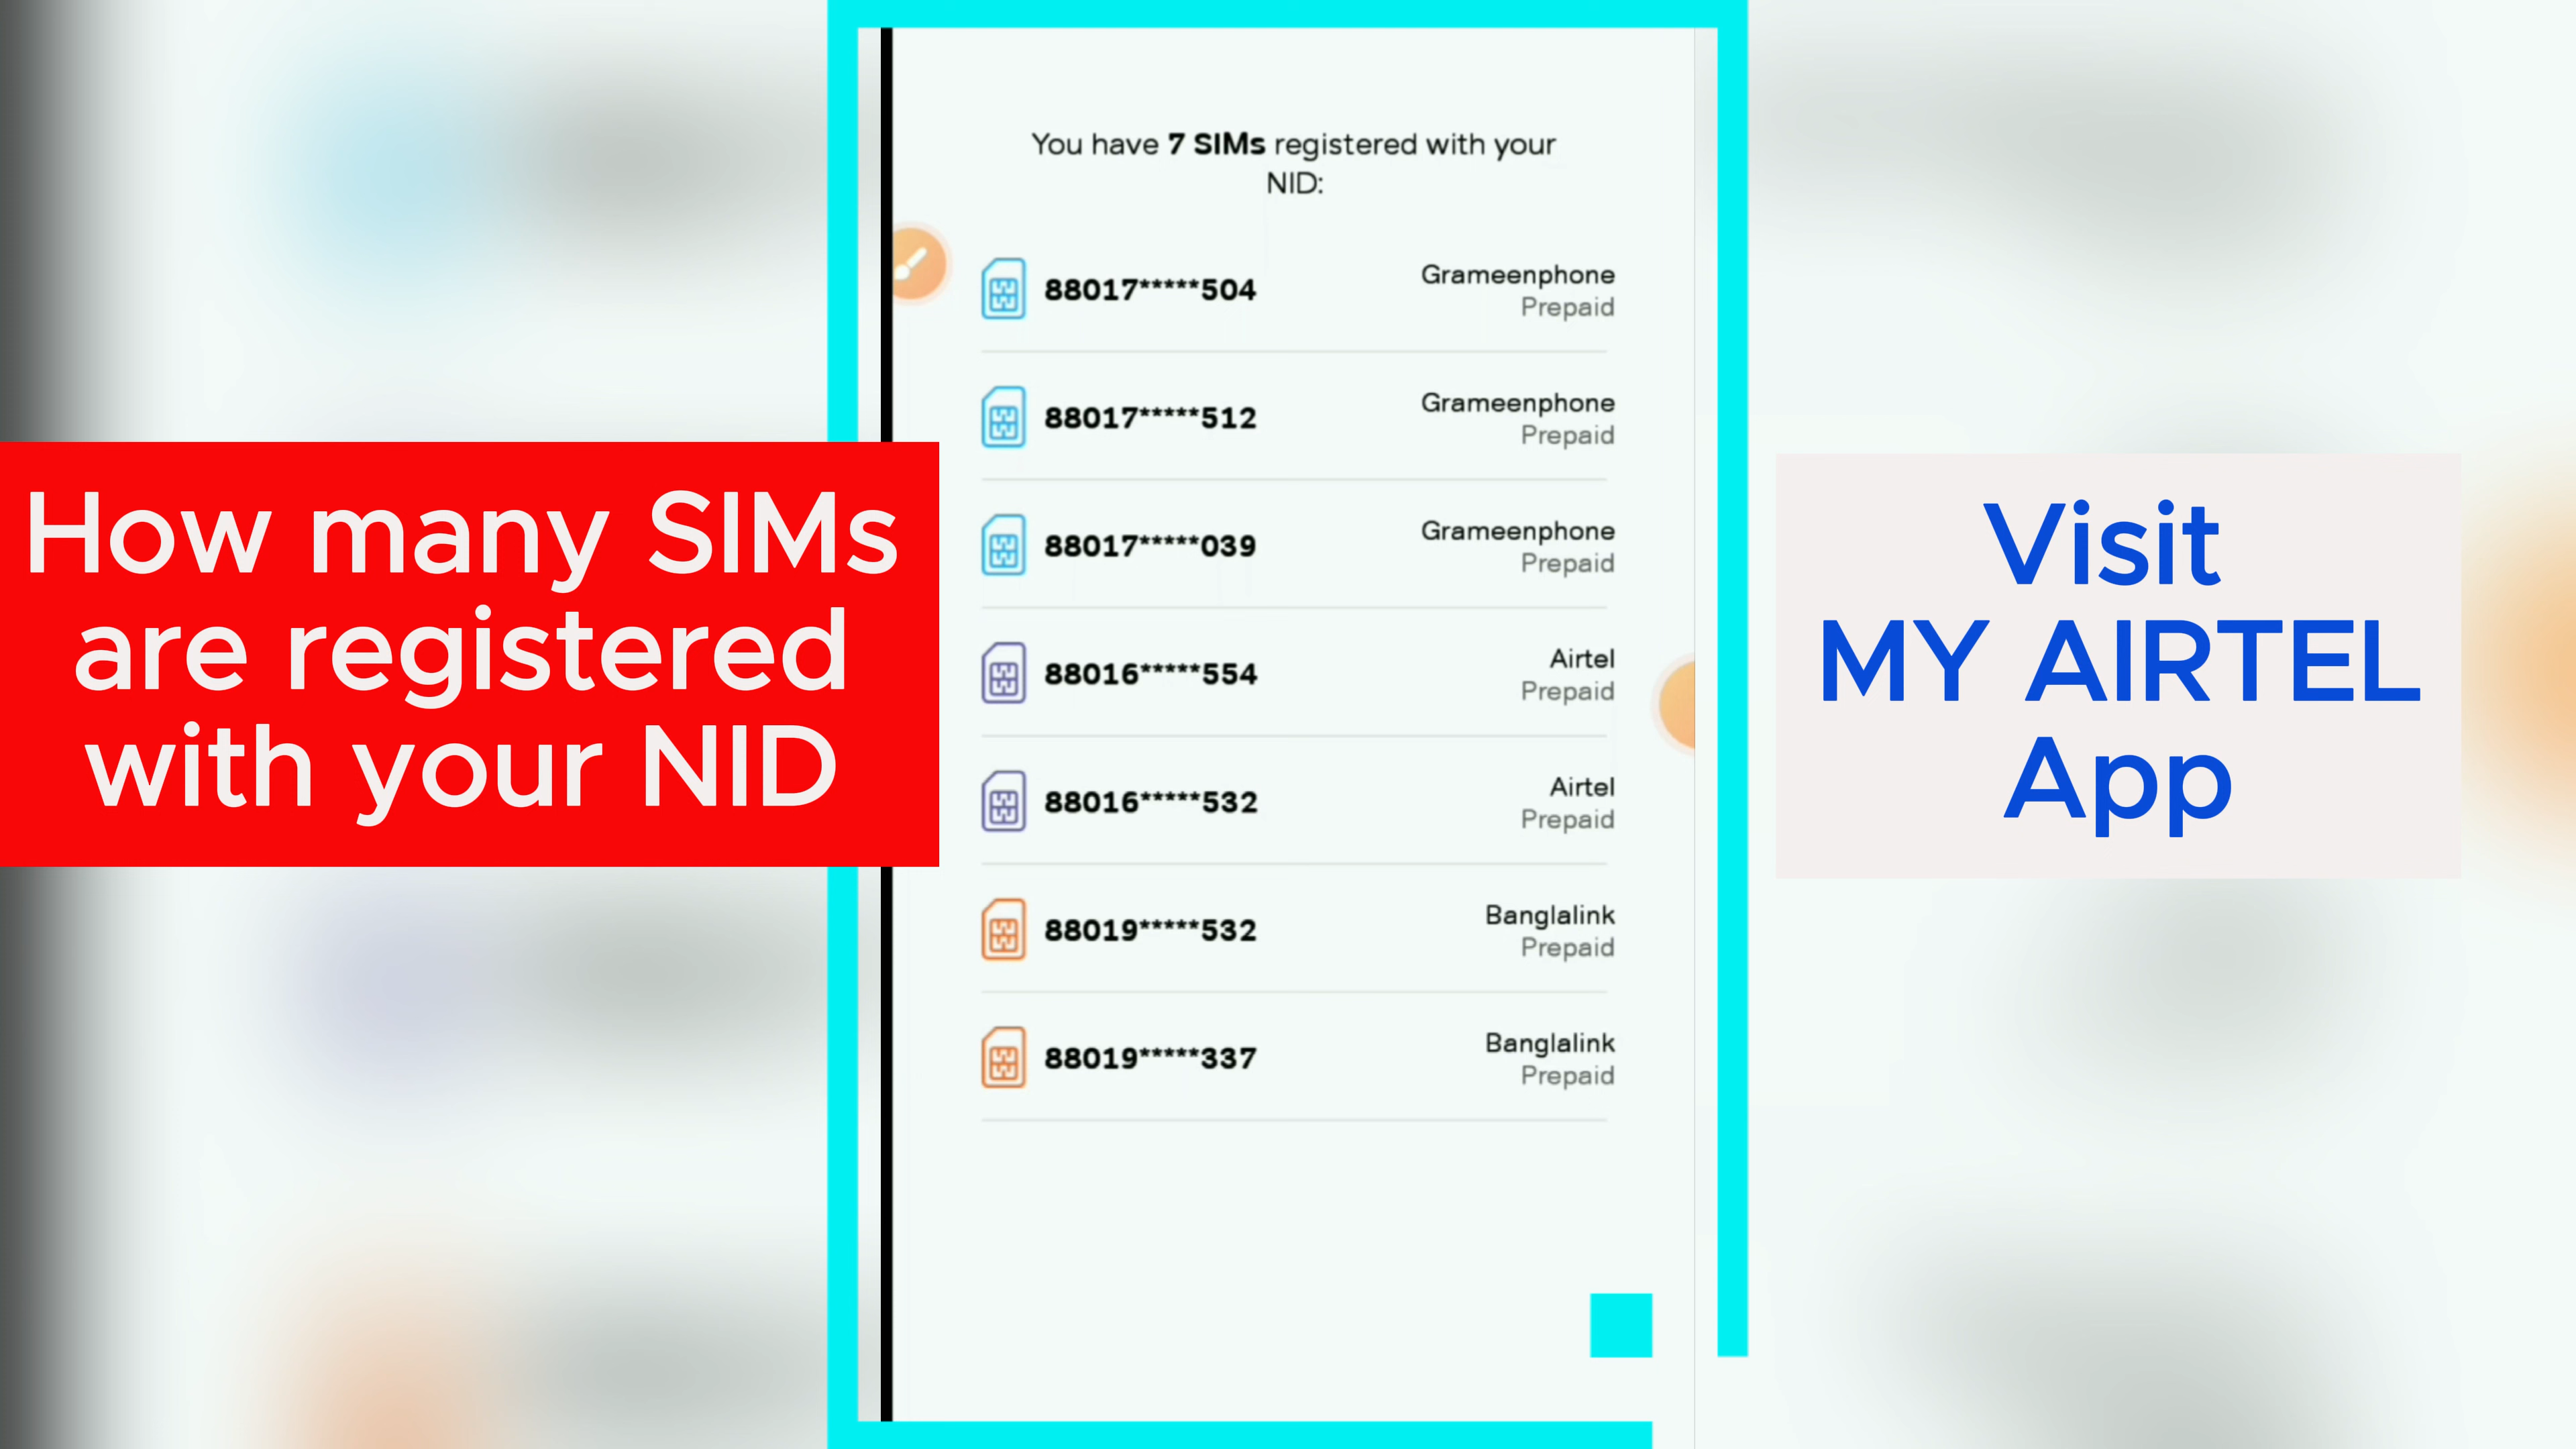 How many SIMs
are registered
with your NID
You have 7 SIMs registered with your
NID:
88017*****504 Grameenphone
Prepaid
88017*****512 Grameenphone
Prepaid
88017*****039 Grameenphone
Prepaid
88016*****554 Airtel
Prepaid
88016*****532 Airtel
Prepaid
88019*****532 Banglalink
Prepaid
88019*****337 Banglalink
Prepaid
Visit
MY AIRTEL
App